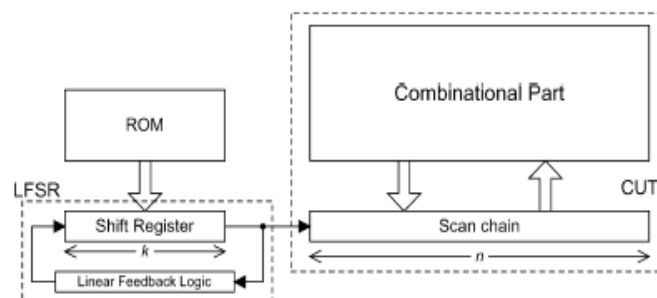 Combinational Part
ROM
LFSR
CUT
Shift Register
Scan chain
k
n
Linear Feedback Logic